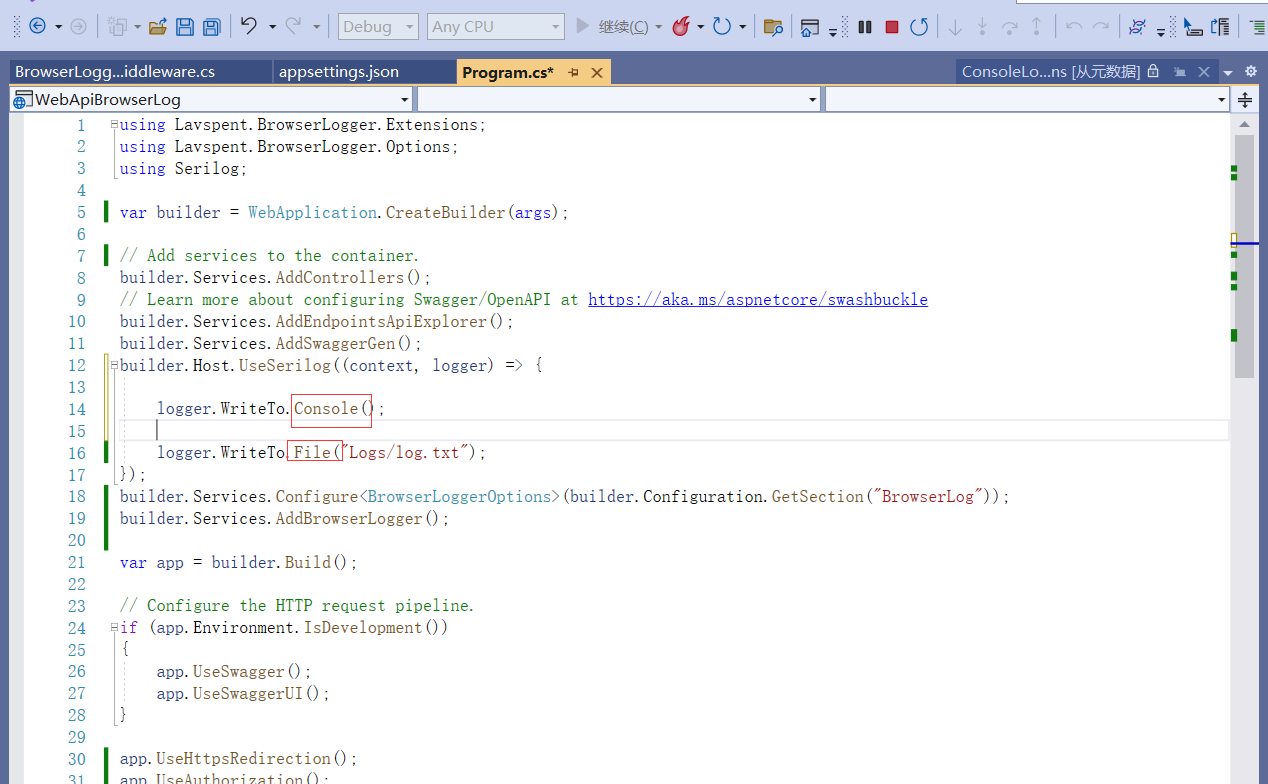 Debug
Any CPU
继续(C)
BrowserLogg...iddleware.cs
appsettings.json
Program.cs*
ConsoleLo...ns [从元数据]
WebApiBrowserLog
1 using Lavspent.BrowserLogger.Extensions;
2 using Lavspent.BrowserLogger.Options;
3 using Serilog;
4
5 var builder = WebApplication.CreateBuilder(args);
6
7 // Add services to the container.
8 builder.Services.AddControllers();
9 // Learn more about configuring Swagger/OpenAPI at https://aka.ms/aspnetcore/swashbuckle
10 builder.Services.AddEndpointsApiExplorer();
11 builder.Services.AddSwaggerGen();
12 builder.Host.UseSerilog((context, logger) => {
13
14 logger.WriteTo.Console();
15
16 logger.WriteTo.File("Logs/log.txt");
17 });
18 builder.Services.Configure<BrowserLoggerOptions>(builder.Configuration.GetSection("BrowserLog"));
19 builder.Services.AddBrowserLogger();
20
21 var app = builder.Build();
22
23 // Configure the HTTP request pipeline.
24 if (app.Environment.IsDevelopment())
25 {
26 app.UseSwagger();
27 app.UseSwaggerUI();
28 }
29
30 app.UseHttpsRedirection();
31 app.UseAuthorization();